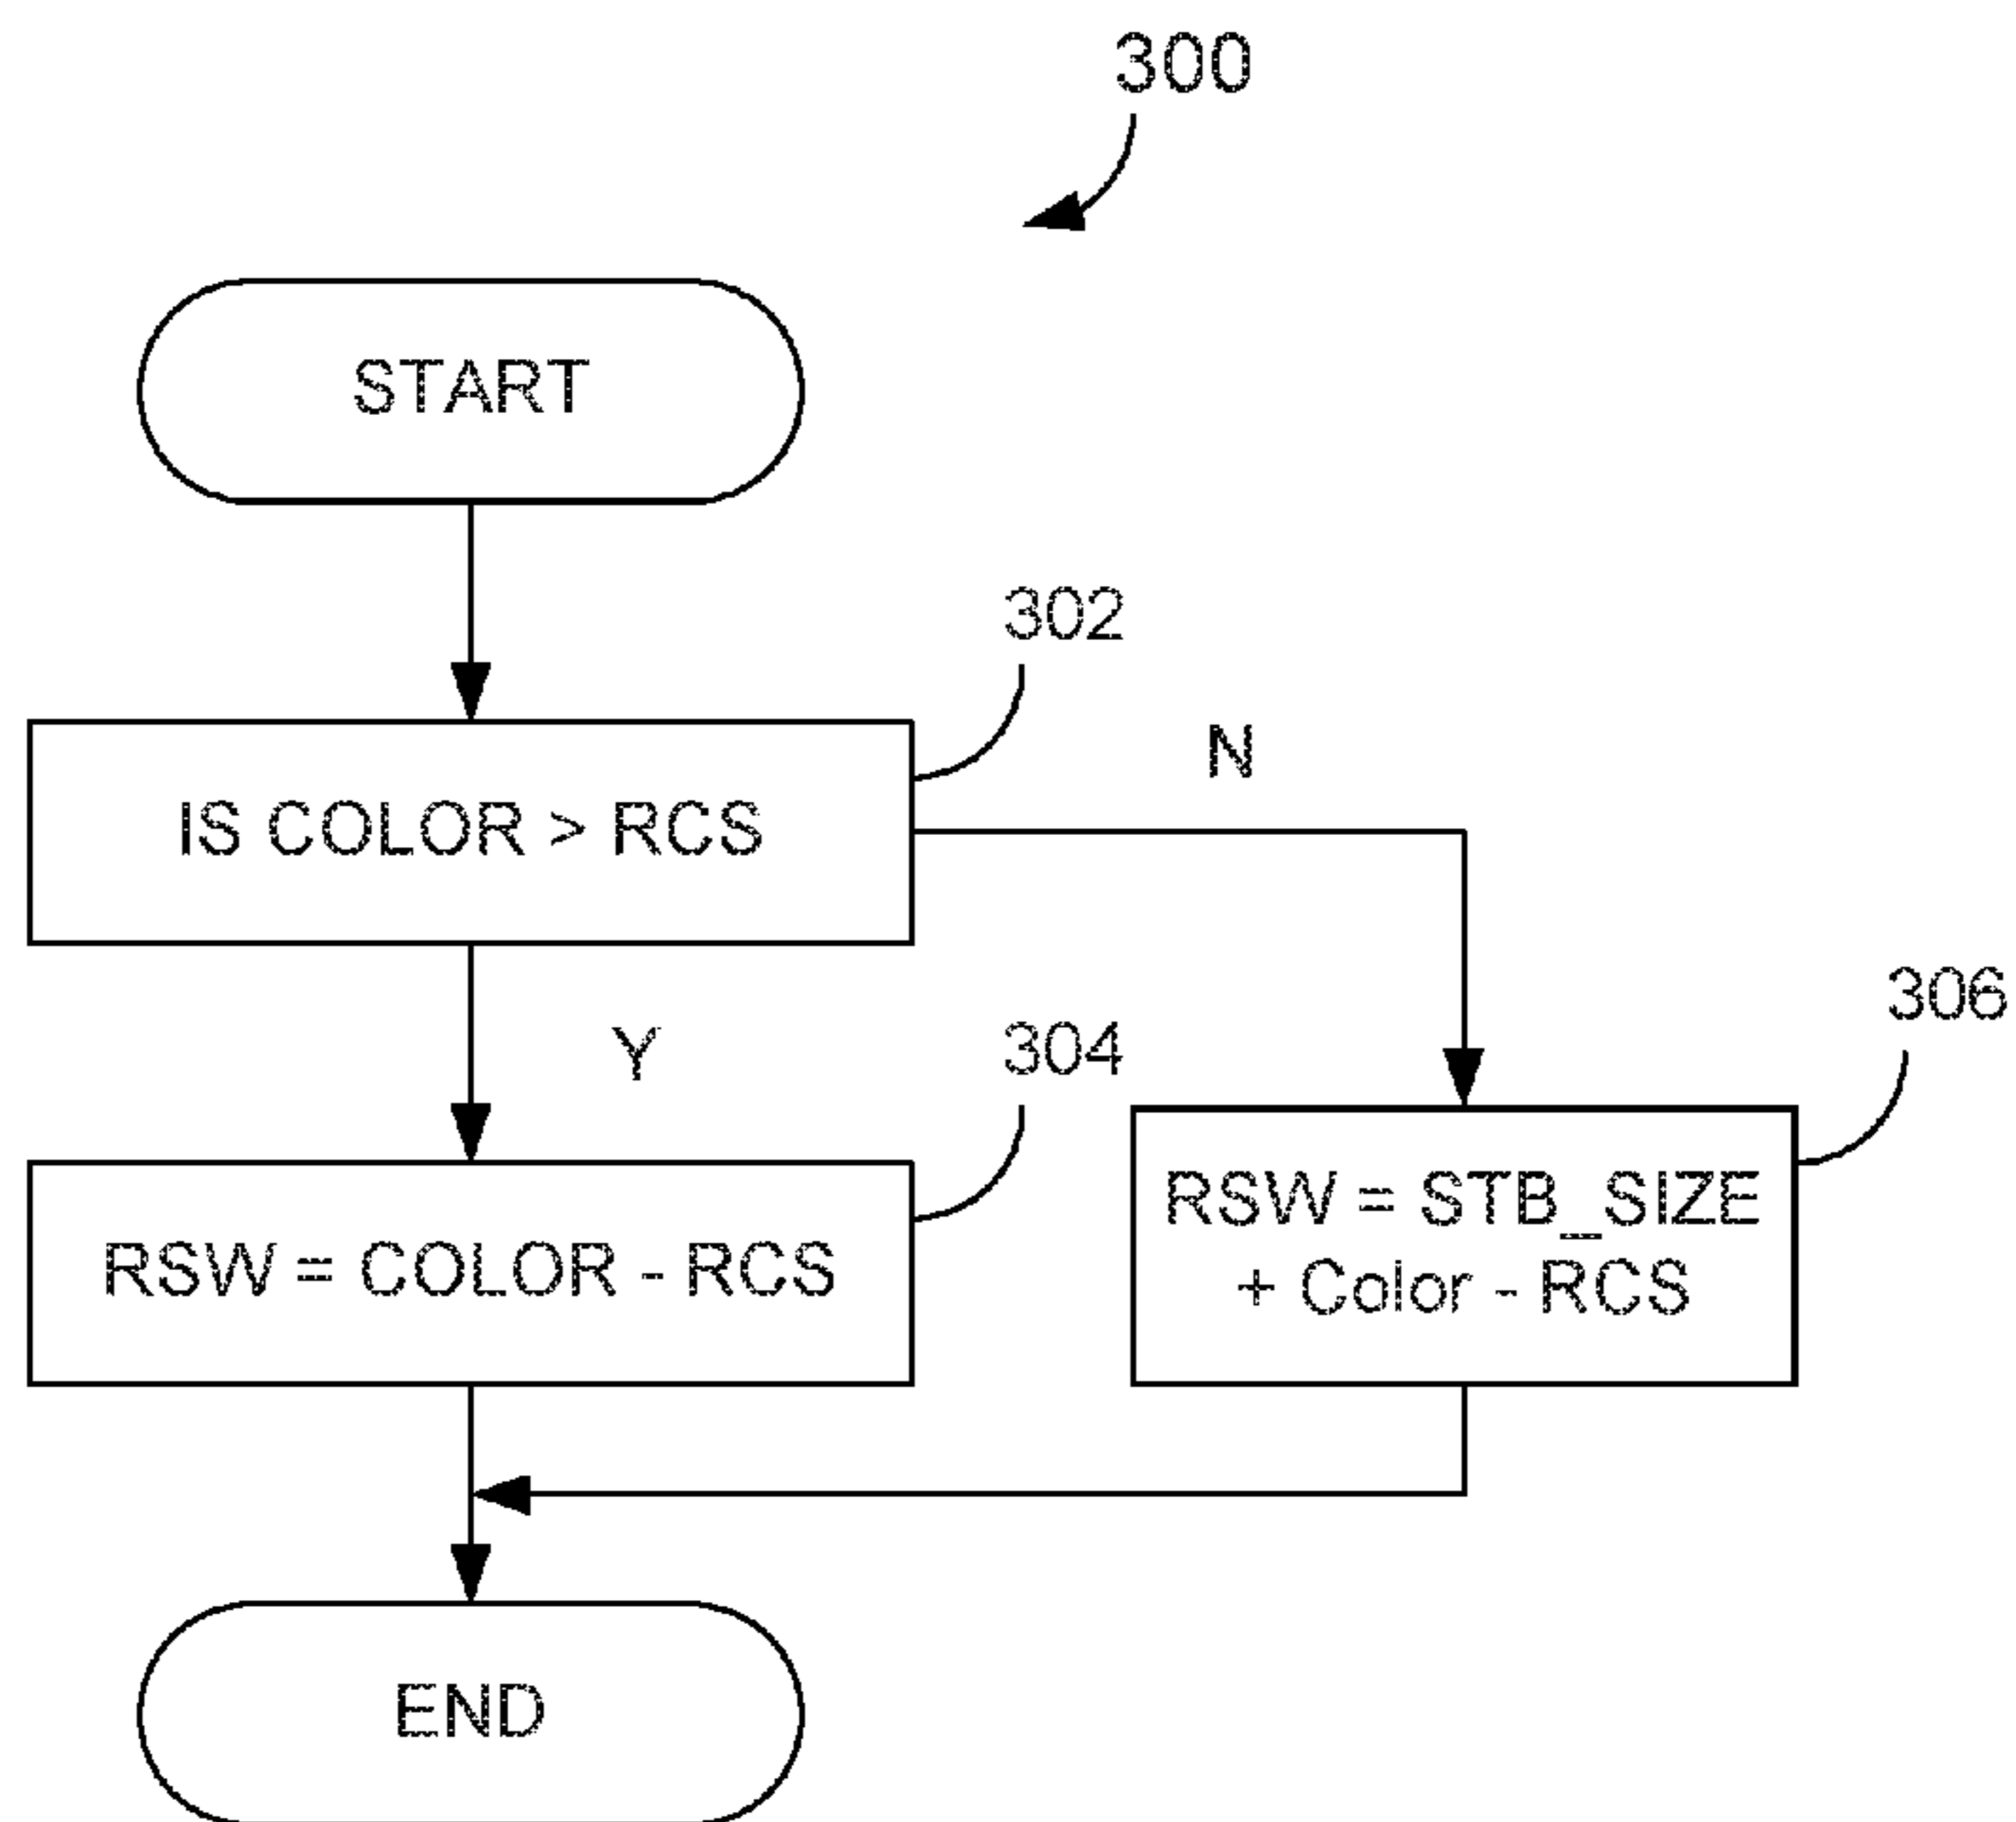 300
START
302
IS COLOR > RCS
N
Y
304
306
RSW = COLOR - RCS
RSW = STB_SIZE
+ Color - RCS
END